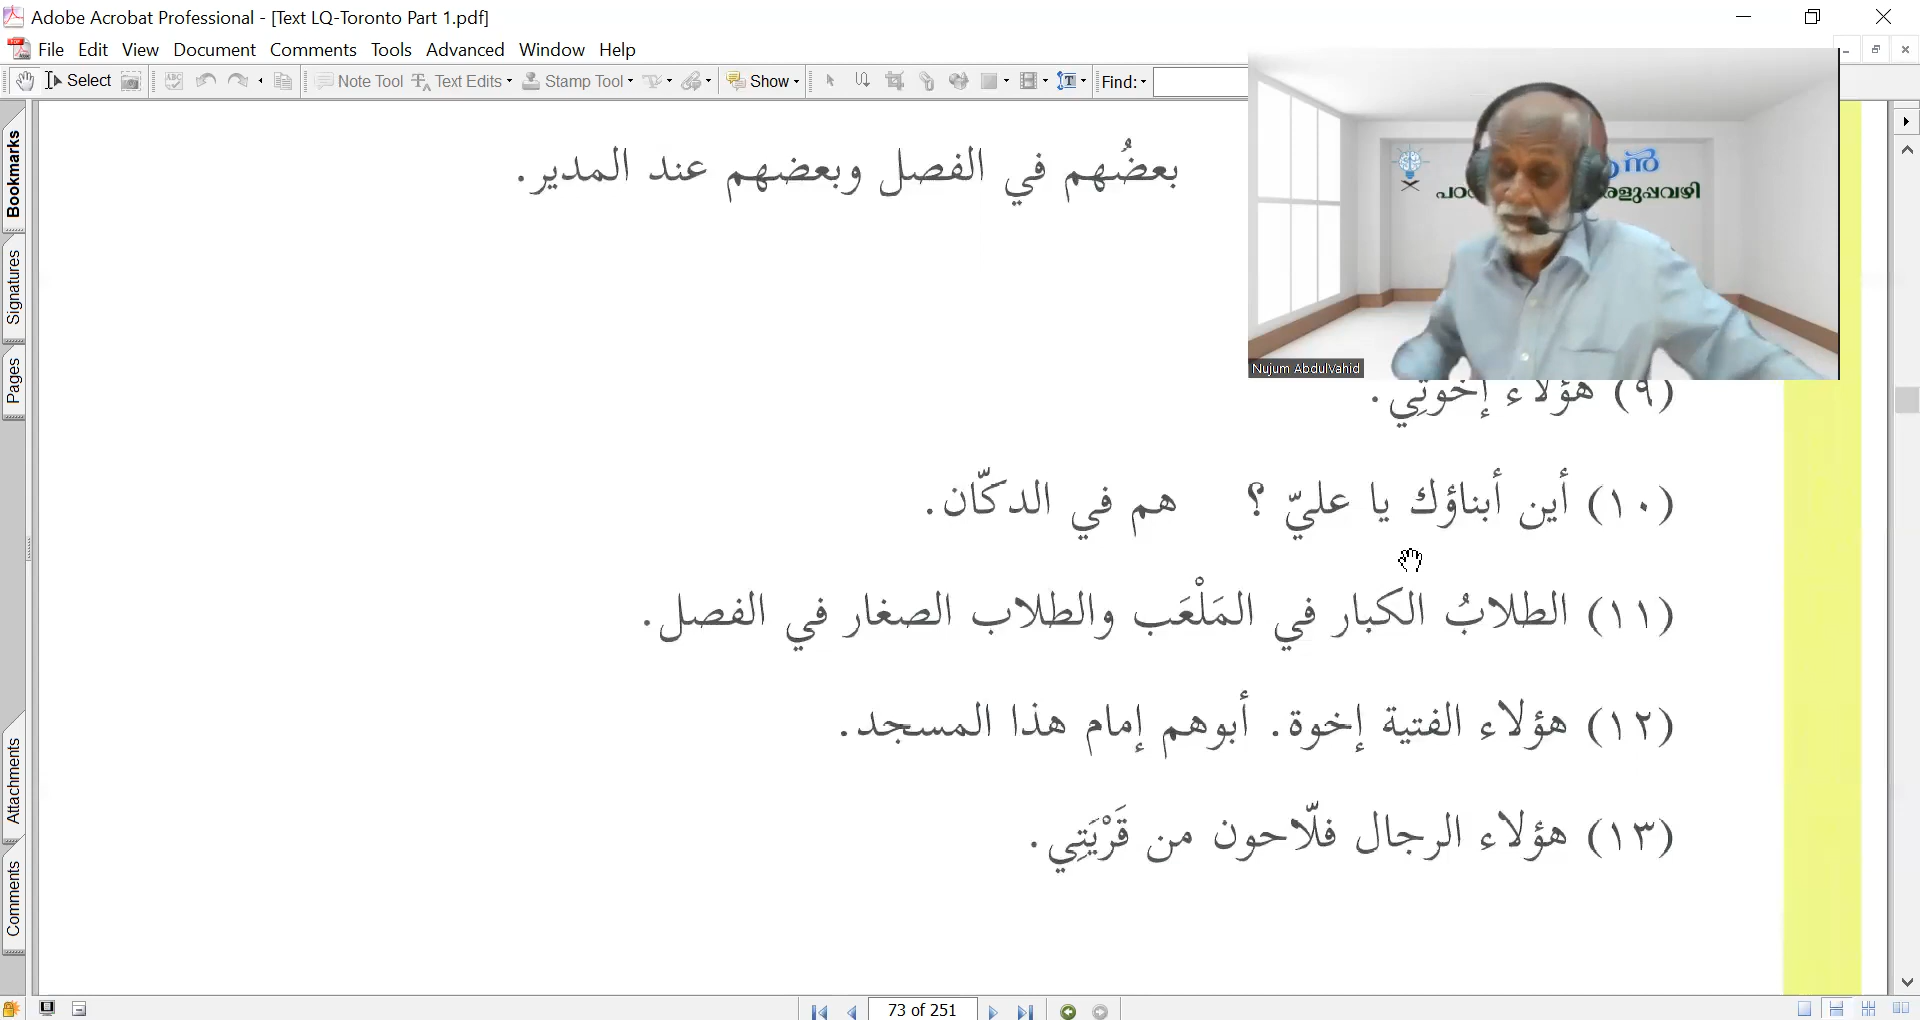 Adobe Acrobat Professional - [Text LQ-Toronto Part 1.pdf]
File Edit View Document Comments Tools Advanced Window Help
Select Note Tool Text Edits Stamp Tool Show Find:
Bookmarks
Signatures
Pages
Attachments
Comments
بعضُهم في الفصل وبعضهم عند المدير.
Nujum AbdulVahid
(٩) هؤلاء إخوتِي.
(١٠) أين أبناؤك يا عليّ ؟ هم في الدكّان.
(١١) الطلابُ الكبار في المَلْعَب والطلاب الصغار في الفصل.
(١٢) هؤلاء الفتية إخوة. أبوهم إمام هذا المسجد.
(١٣) هؤلاء الرجال فلّاحون من قَرْيَتِي.
73 of 251